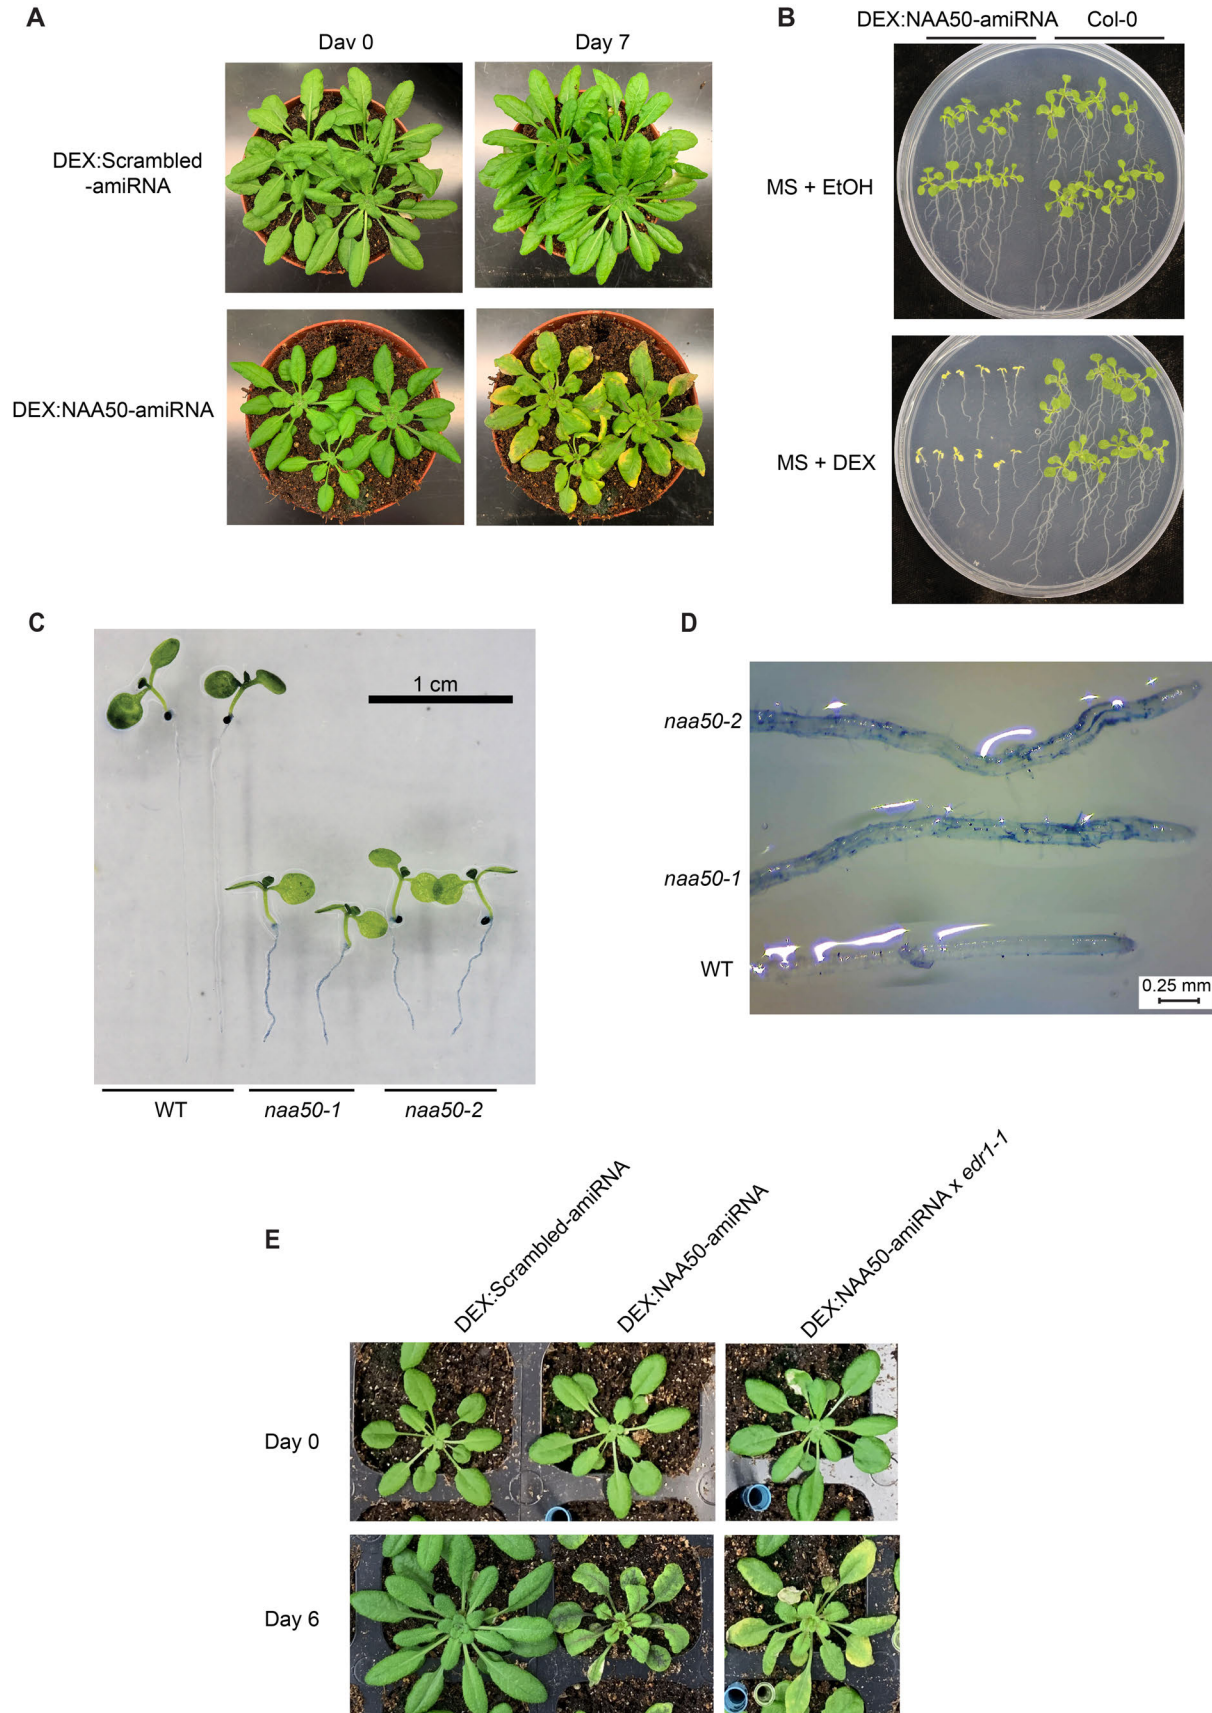 A
Dav 0
Day 7
DEX:Scrambled
-amiRNA
DEX:NAA50-amiRNA
B
DEX:NAA50-amiRNA
Col-0
MS + EtOH
MS + DEX
C
1 cm
WT
naa50-1
naa50-2
D
naa50-2
naa50-1
WT
0.25 mm
E
DEX:Scrambled-amiRNA
DEX:NAA50-amiRNA
DEX:NAA50-amiRNA x edr1-1
Day 0
Day 6